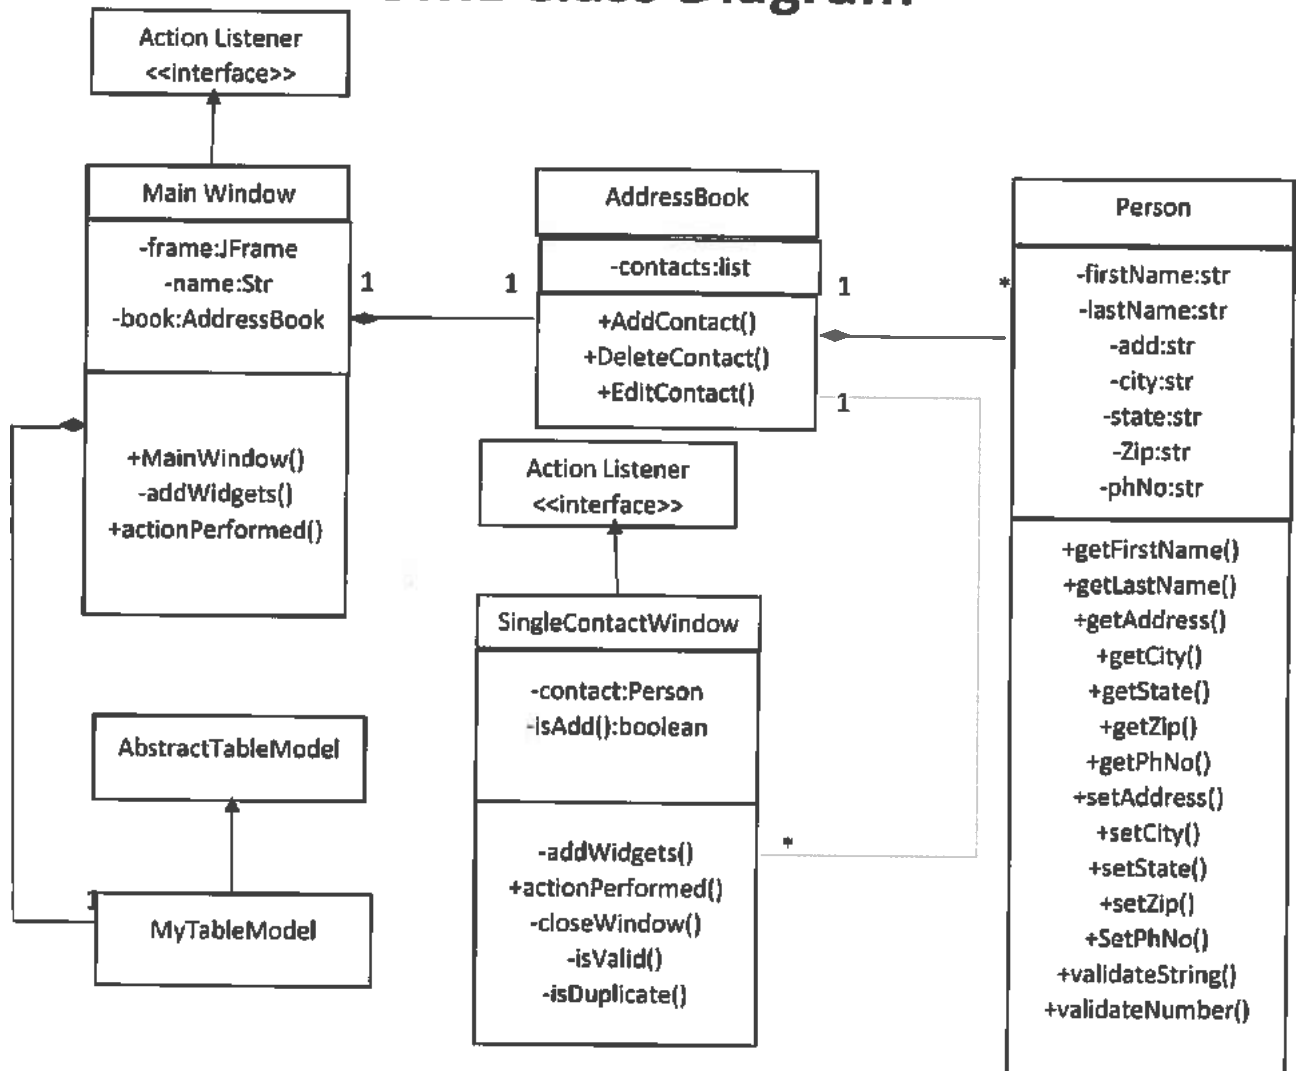 UML Class Diagram
Action Listener
<<interface>>
Main Window
-frame:JFrame
-name:Str
-book:AddressBook
+MainWindow()
-addWidgets()
+actionPerformed()
1
1
AddressBook
-contacts:list
+AddContact()
+DeleteContact()
+EditContact()
1
*
1
Action Listener
<<interface>>
SingleContactWindow
-contact:Person
-isAdd():boolean
-addWidgets()
+actionPerformed()
-closeWindow()
-isValid()
-isDuplicate()
*
Person
-firstName:str
-lastName:str
-add:str
-city:str
-state:str
-Zip:str
-phNo:str
+getFirstName()
+getLastName()
+getAddress()
+getCity()
+getState()
+getZip()
+getPhNo()
+setAddress()
+setCity()
+setState()
+setZip()
+SetPhNo()
+validateString()
+validateNumber()
AbstractTableModel
1
MyTableModel